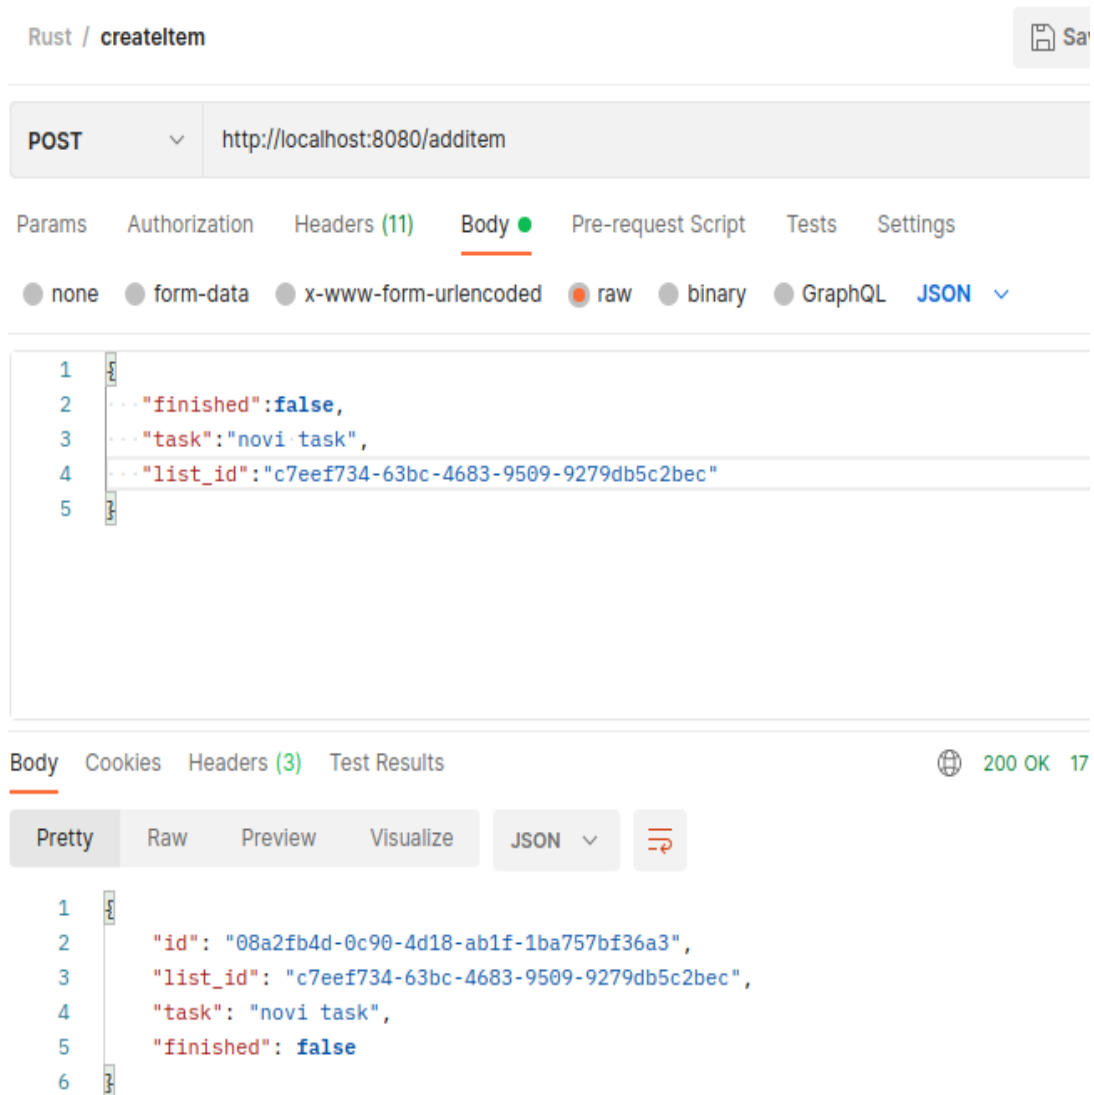 Rust / createItem
Sav
POST http://localhost:8080/additem
Params Authorization Headers (11) Body Pre-request Script Tests Settings
none form-data x-www-form-urlencoded raw binary GraphQL JSON
1 {
2 "finished":false,
3 "task":"novi task",
4 "list_id":"c7eef734-63bc-4683-9509-9279db5c2bec"
5 }
Body Cookies Headers (3) Test Results 200 OK 17
Pretty Raw Preview Visualize JSON
1 {
2 "id": "08a2fb4d-0c90-4d18-ab1f-1ba757bf36a3",
3 "list_id": "c7eef734-63bc-4683-9509-9279db5c2bec",
4 "task": "novi task",
5 "finished": false
6 }